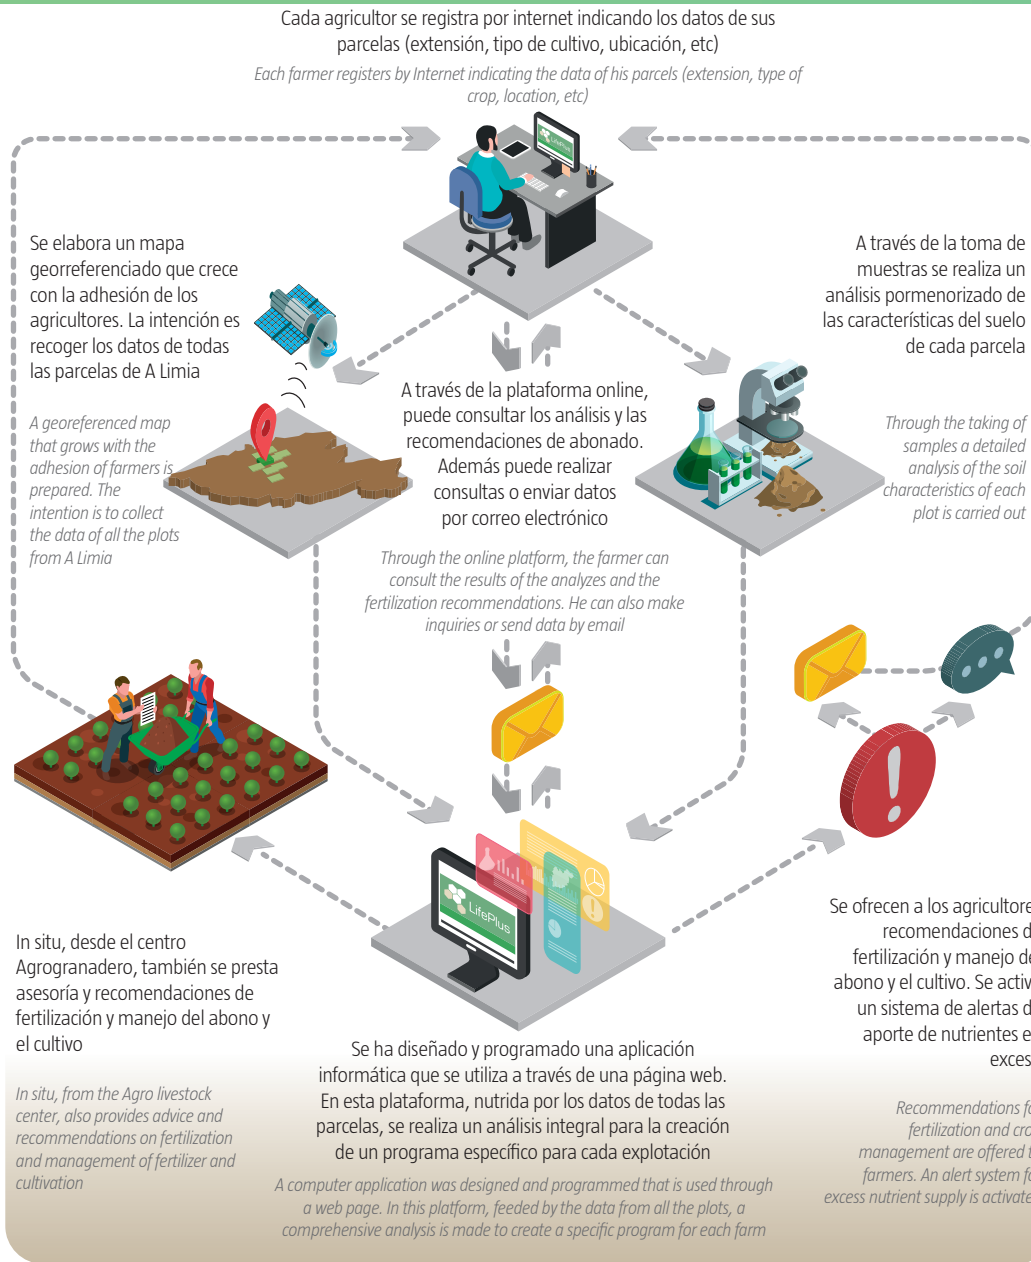 Cada agricultor se registra por internet indicando los datos de sus
parcelas (extensión, tipo de cultivo, ubicación, etc)
Each farmer registers by Internet indicating the data of his parcels (extension, type of
crop, location, etc)
LifePlus
Se elabora un mapa
georreferenciado que crece
con la adhesión de los
agricultores. La intención es
recoger los datos de todas
las parcelas de A Limia
A georeferenced map
that grows with the
adhesion of farmers is
prepared. The
intention is to collect
the data of all the plots
from A Limia
A través de la plataforma online,
puede consultar los análisis y las
recomendaciones de abonado.
Además puede realizar
consultas o enviar datos
por correo electrónico
Through the online platform, the farmer can
consult the results of the analyzes and the
fertilization recommendations. He can also make
inquiries or send data by email
A través de la toma de
muestras se realiza un
análisis pormenorizado de
las características del suelo
de cada parcela
Through the taking of
samples a detailed
analysis of the soil
characteristics of each
plot is carried out
LifePlus
In situ, desde el centro
Agrogranadero, también se presta
asesoría y recomendaciones de
fertilización y manejo del abono y
el cultivo
In situ, from the Agro livestock
center, also provides advice and
recommendations on fertilization
and management of fertilizer and
cultivation
Se ha diseñado y programado una aplicación
informática que se utiliza a través de una página web.
En esta plataforma, nutrida por los datos de todas las
parcelas, se realiza un análisis integral para la creación
de un programa específico para cada explotación
A computer application was designed and programmed that is used through
a web page. In this platform, feeded by the data from all the plots, a
comprehensive analysis is made to create a specific program for each farm
Se ofrecen a los agricultore
recomendaciones d
fertilización y manejo de
abono y el cultivo. Se activ
un sistema de alertas d
aporte de nutrientes e
exces
Recommendations fo
fertilization and cro
management are offered t
farmers. An alert system fo
excess nutrient supply is activate